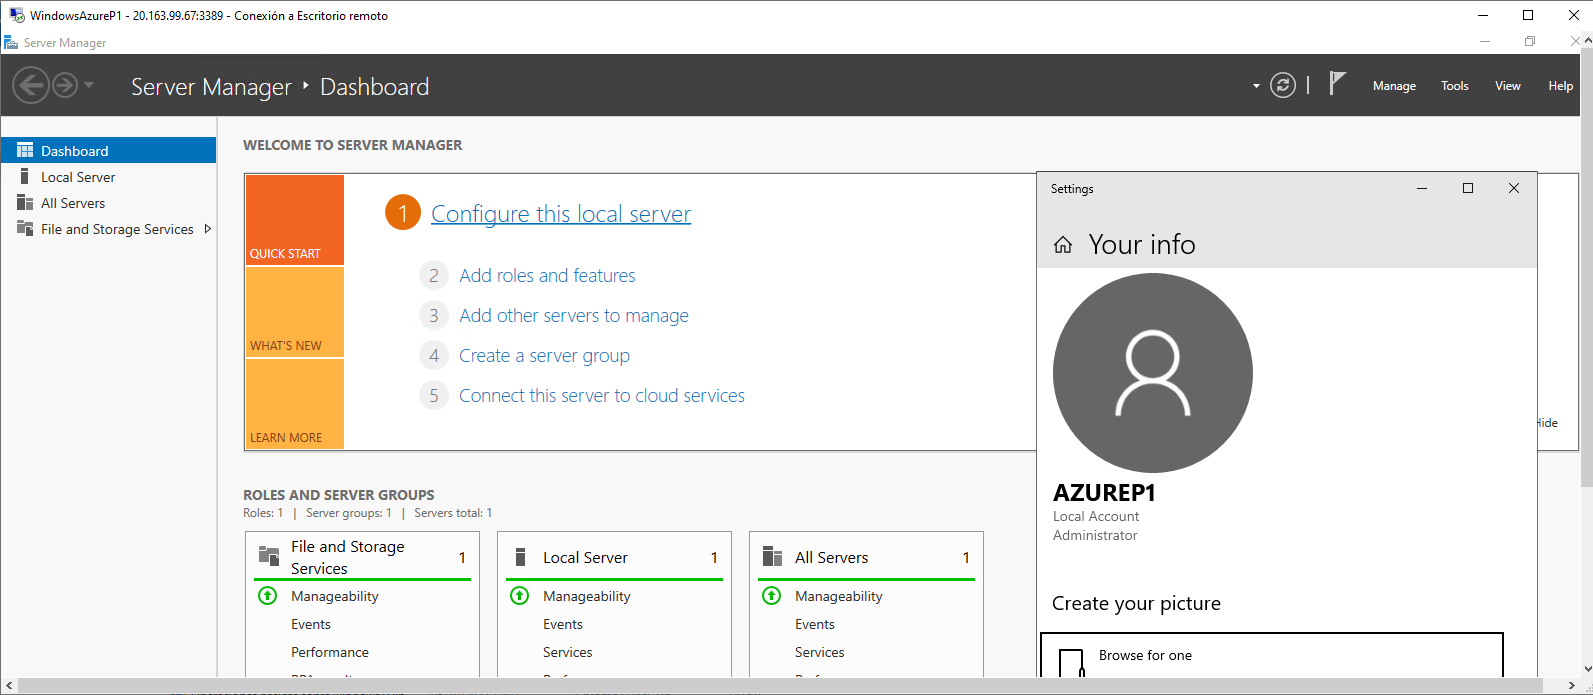 WindowsAzureP1 - 20.163.99.67:3389 - Conexión a Escritorio remoto
Server Manager
Server Manager ‣ Dashboard
Manage
Tools
View
Help
Dashboard
Local Server
All Servers
File and Storage Services
WELCOME TO SERVER MANAGER
QUICK START
WHAT'S NEW
LEARN MORE
1 Configure this local server
2 Add roles and features
3 Add other servers to manage
4 Create a server group
5 Connect this server to cloud services
Hide
ROLES AND SERVER GROUPS
Roles: 1 | Server groups: 1 | Servers total: 1
File and Storage
Services
1
Manageability
Events
Performance
Local Server 1
Manageability
Events
Services
All Servers 1
Manageability
Events
Services
Settings
Your info
AZUREP1
Local Account
Administrator
Create your picture
Browse for one